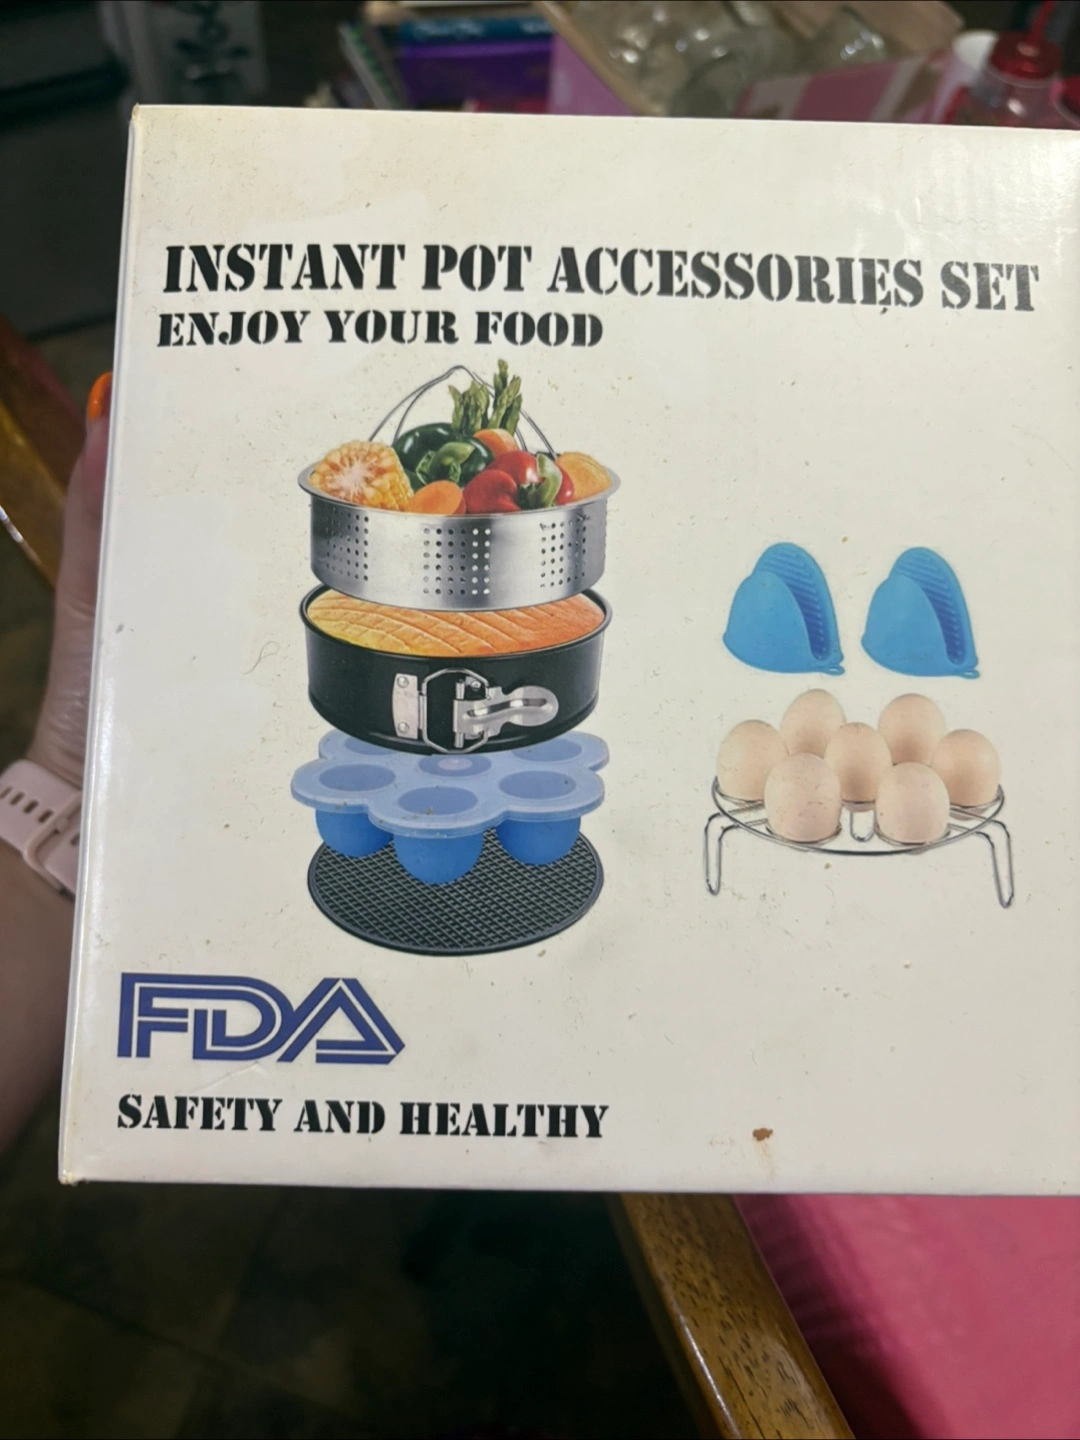 INSTANT POT ACCESSORIES SET
ENJOY YOUR FOOD
FDA
SAFETY AND HEALTHY